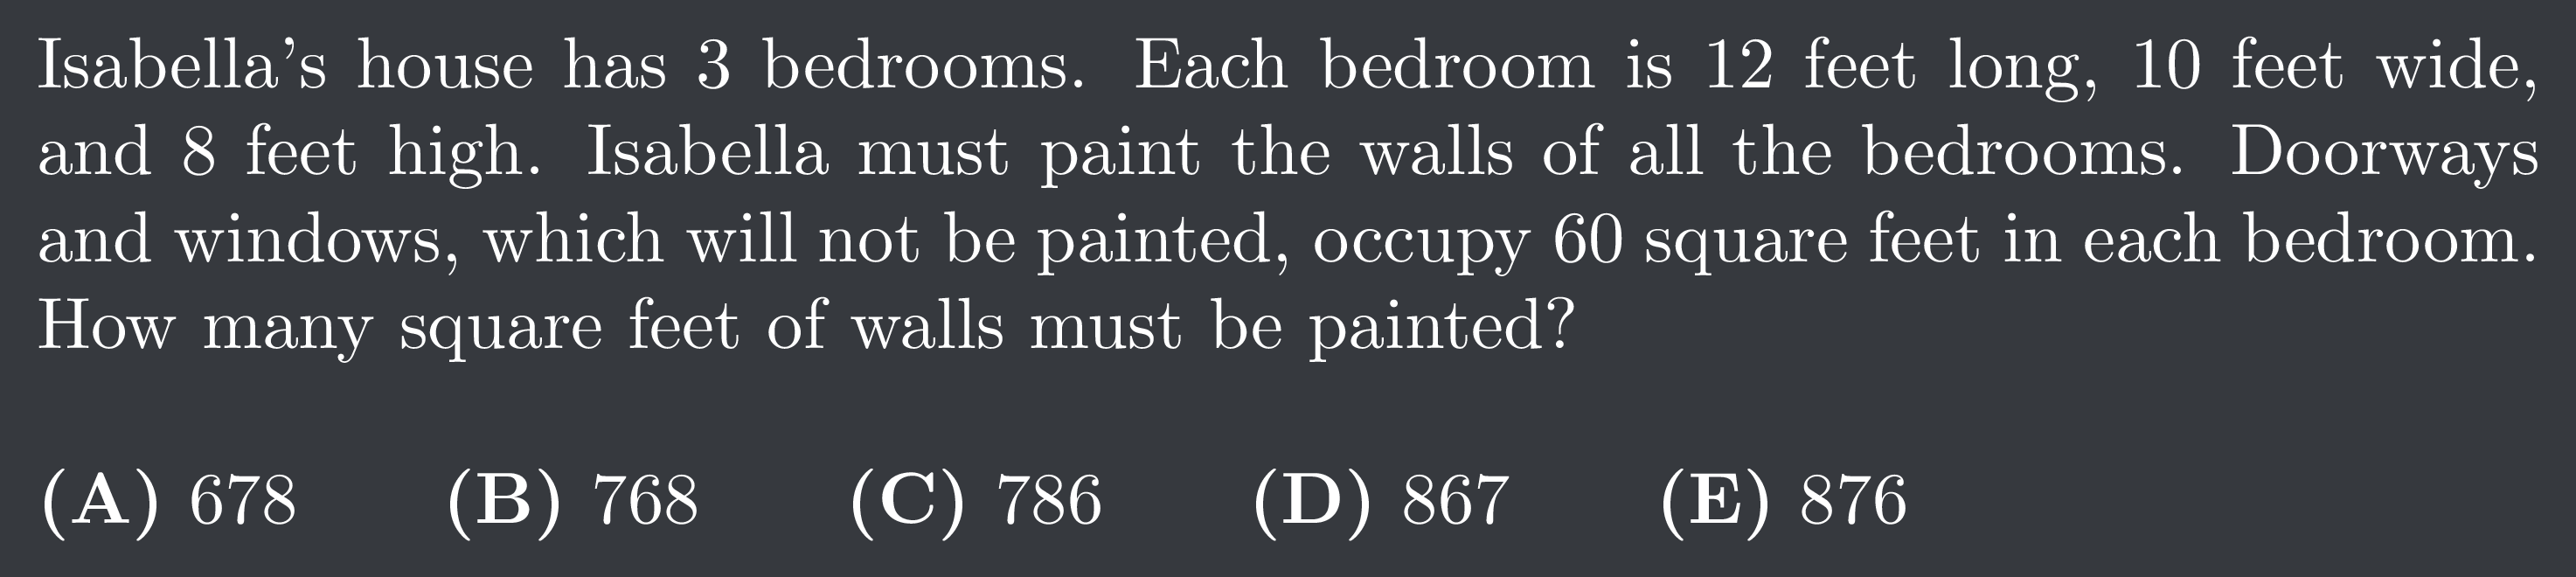 Isabella’s house has 3 bedrooms. Each bedroom is 12 feet long, 10 feet wide,
and 8 feet high. Isabella must paint the walls of all the bedrooms. Doorways
and windows, which will not be painted, occupy 60 square feet in each bedroom.
How many square feet of walls must be painted?
(A) 678 (B) 768 (C) 786 (D) 867 (E) 876